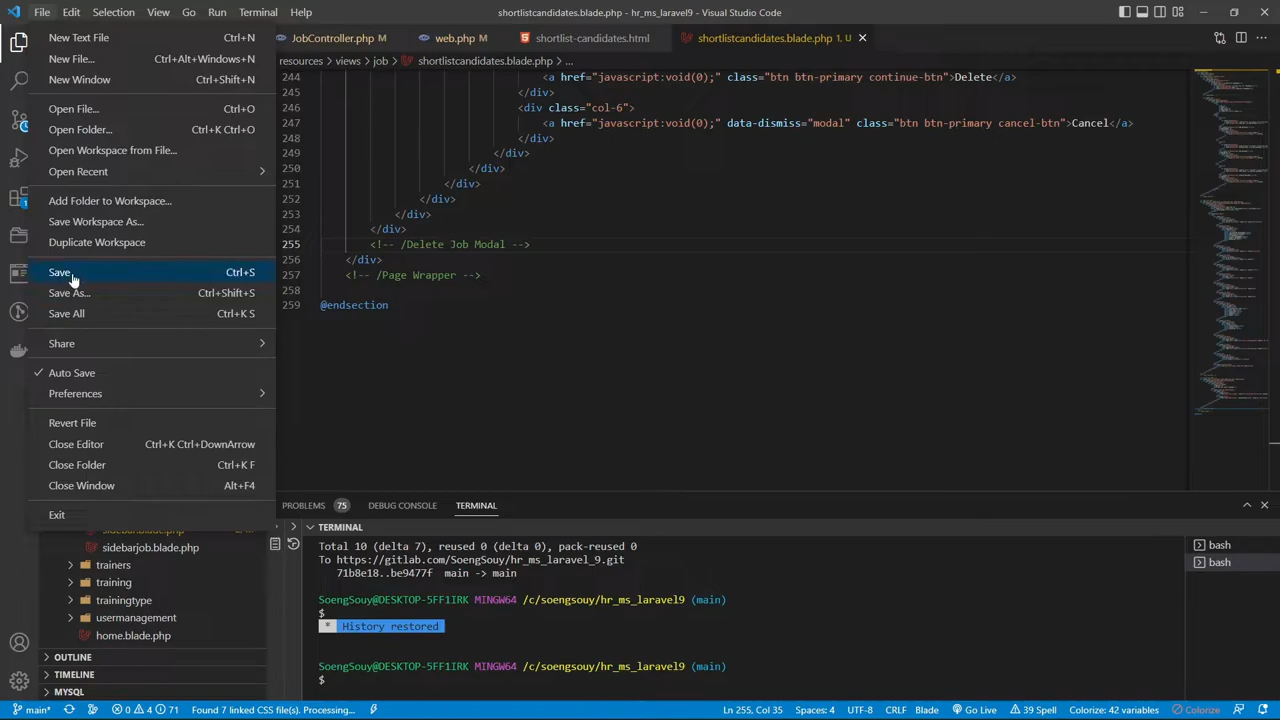 File Edit Selection View Go Run Terminal Help
shortlistcandidates.blade.php - hr_ms_laravel9 - Visual Studio Code
New Text File Ctrl+N
New File... Ctrl+Alt+Windows+N
New Window Ctrl+Shift+N
Open File... Ctrl+O
Open Folder... Ctrl+K Ctrl+O
Open Workspace from File...
Open Recent
Add Folder to Workspace...
Save Workspace As...
Duplicate Workspace
Save Ctrl+S
Save As... Ctrl+Shift+S
Save All Ctrl+K S
Share
Auto Save
Preferences
Revert File
Close Editor Ctrl+K Ctrl+DownArrow
Close Folder Ctrl+K F
Close Window Alt+F4
Exit
sidebarjob.blade.php
trainers
training
trainingtype
usermanagement
home.blade.php
OUTLINE
TIMELINE
MYSQL
JobController.php M web.php M shortlist-candidates.html shortlistcandidates.blade.php 1, U
resources > views > job > shortlistcandidates.blade.php > ...
244 <a href="javascript:void(0);" class="btn btn-primary continue-btn">Delete</a>
245 </div>
246 <div class="col-6">
247 <a href="javascript:void(0);" data-dismiss="modal" class="btn btn-primary cancel-btn">Cancel</a>
248 </div>
249 </div>
250 </div>
251 </div>
252 </div>
253 </div>
254 </div>
255 <!-- /Delete Job Modal -->
256 </div>
257 <!-- /Page Wrapper -->
258
259 @endsection
PROBLEMS 75 DEBUG CONSOLE TERMINAL
TERMINAL
Total 10 (delta 7), reused 0 (delta 0), pack-reused 0
To https://gitlab.com/SoengSouy/hr_ms_laravel_9.git
71b8e18..be9477f main -> main
SoengSouy@DESKTOP-5FF1IRK MINGW64 /c/soengsouy/hr_ms_laravel9 (main)
$
* History restored
SoengSouy@DESKTOP-5FF1IRK MINGW64 /c/soengsouy/hr_ms_laravel9 (main)
$
bash
bash
main* 0 4 71 Found 7 linked CSS file(s). Processing... Ln 255, Col 35 Spaces: 4 UTF-8 CRLF Blade Go Live 39 Spell Colorize: 42 variables Colorize